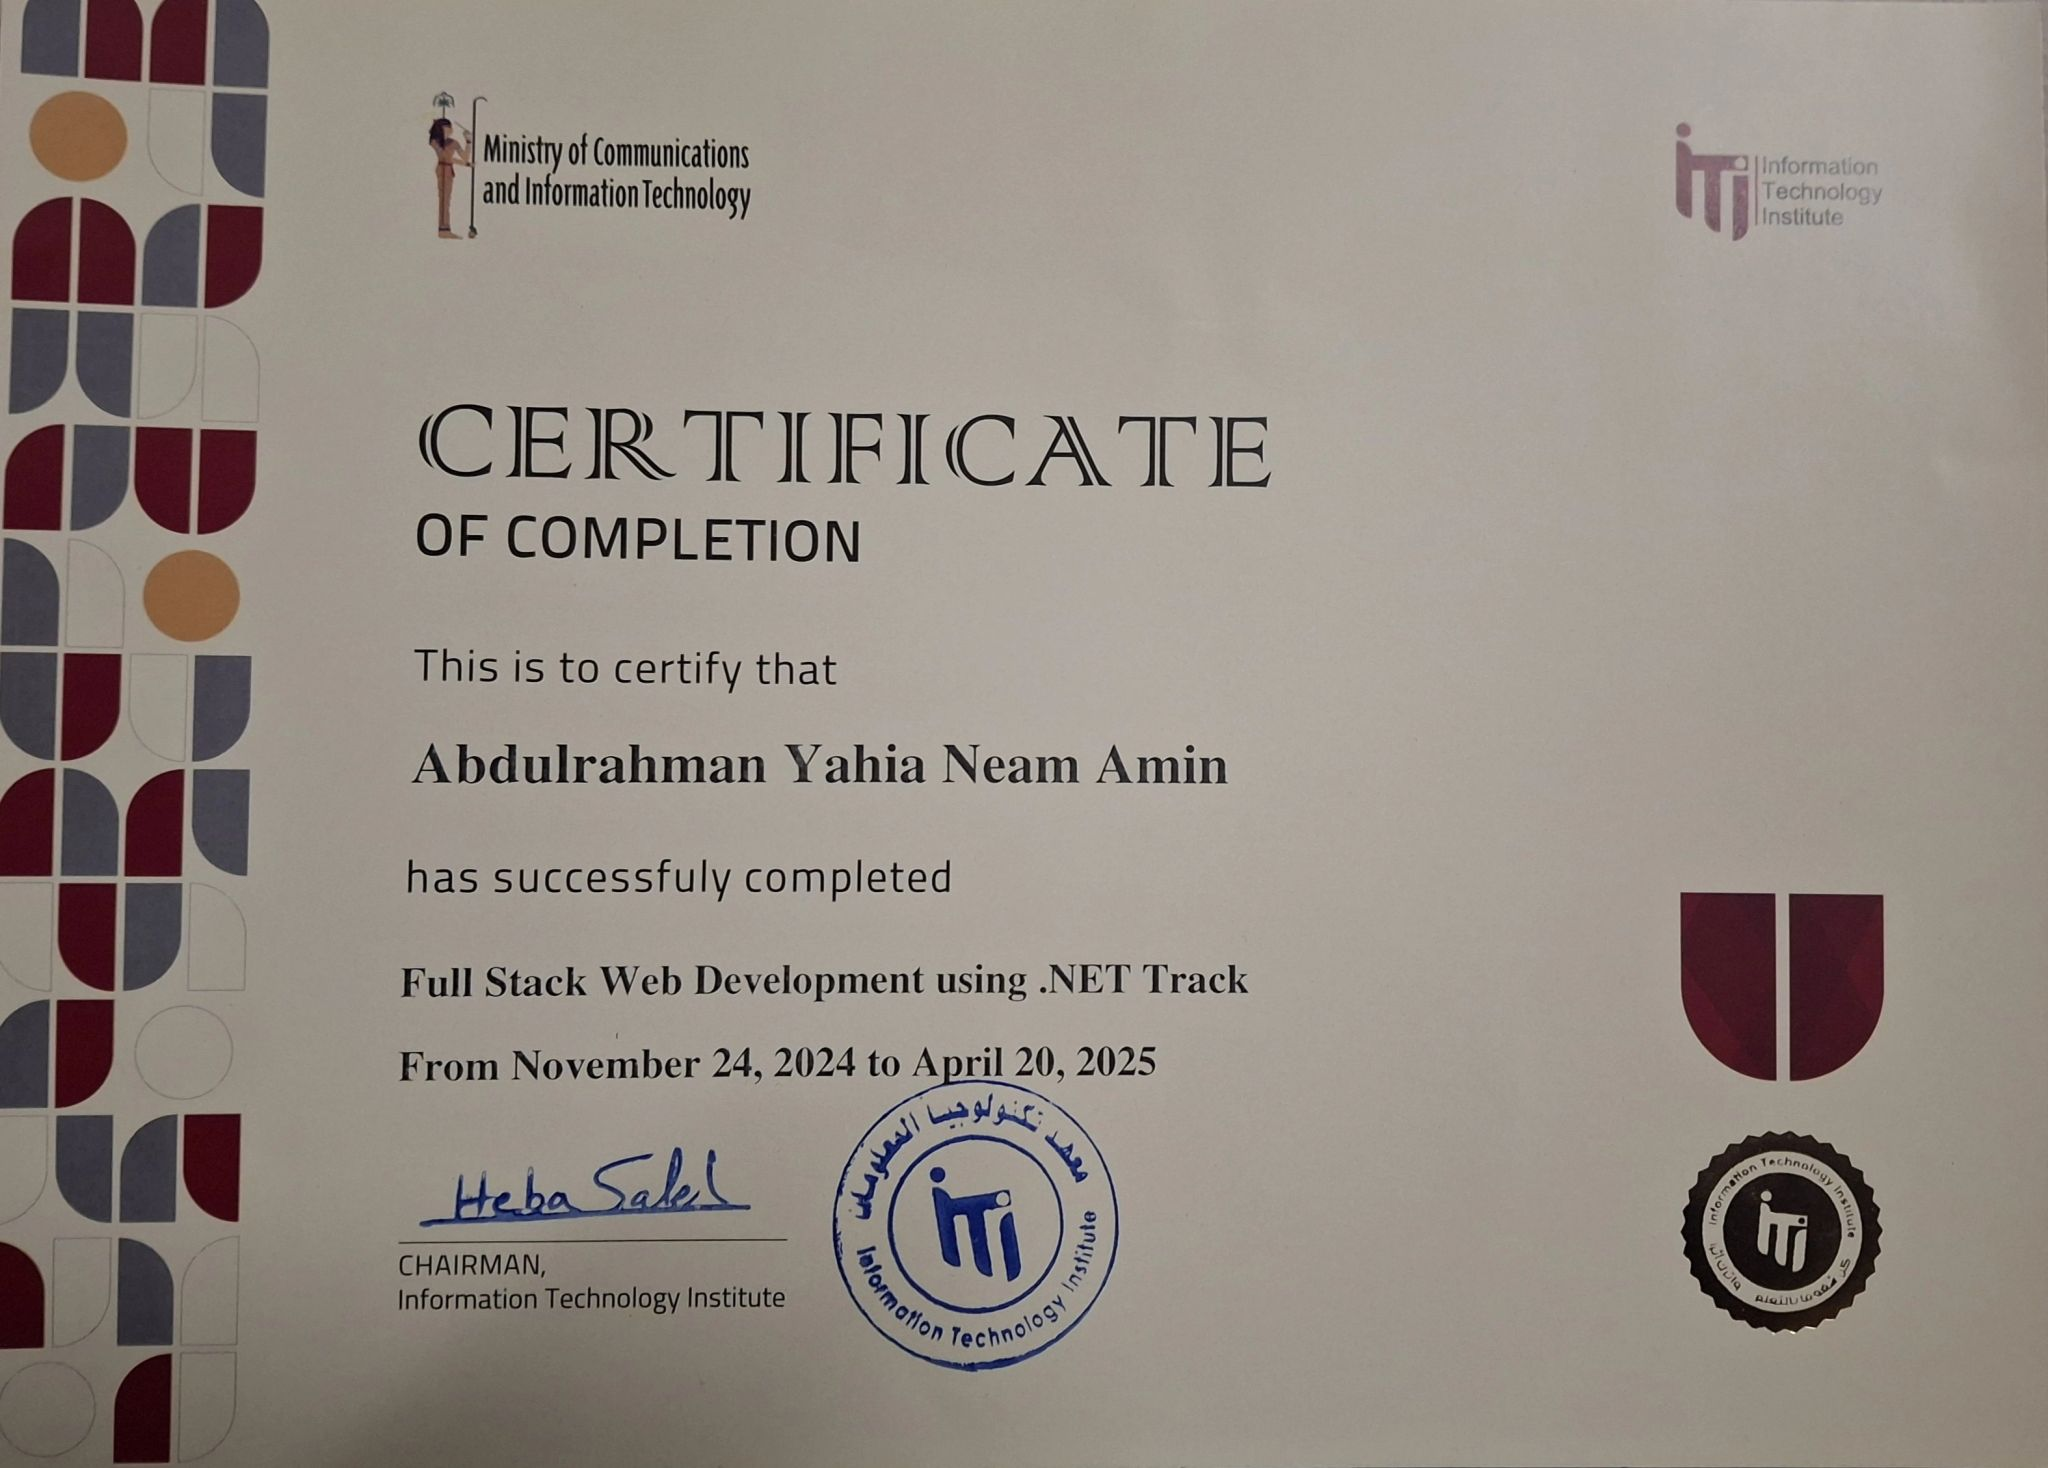 Ministry of Communications
and Information Technology
iTi
Information
Technology
Institute
CERTIFICATE
OF COMPLETION
This is to certify that
Abdulrahman Yahia Neam Amin
has successfuly completed
Full Stack Web Development using .NET Track
From November 24, 2024 to April 20, 2025
Heba Saleh
CHAIRMAN,
Information Technology Institute
معهد تكنولوجيا المعلومات
iTi
Information Technology Institute
Information Technology Institute
iTi